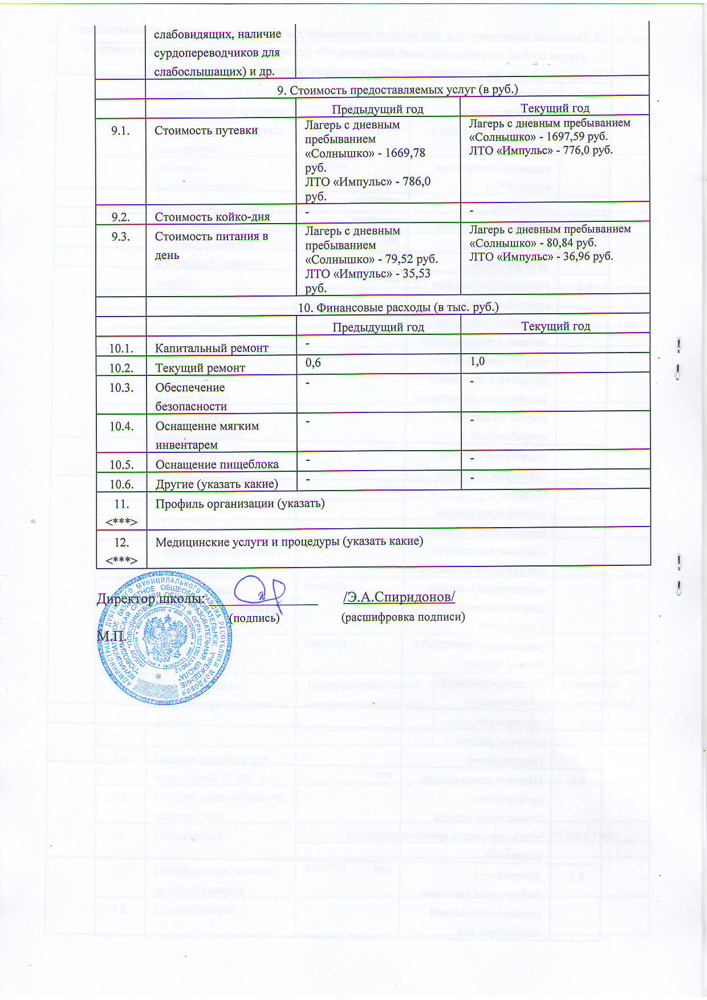 слабовидящих, наличие
сурдопереводчиков для
слабослышащих) и др.
9. Стоимость предоставляемых услуг (в руб.)
Предыдущий год
Текущий год
9.1.
Стоимость путевки
Лагерь с дневным
пребыванием
«Солнышко» - 1669,78
руб.
ЛТО «Импульс» - 786,0
руб.
Лагерь с дневным пребыванием
«Солнышко» - 1697,59 руб.
ЛТО «Импульс» - 776,0 руб.
9.2.
Стоимость койко-дня
-
-
9.3.
Стоимость питания в
день
Лагерь с дневным
пребыванием
«Солнышко» - 79,52 руб.
ЛТО «Импульс» - 35,53
руб.
Лагерь с дневным пребыванием
«Солнышко» - 80,84 руб.
ЛТО «Импульс» - 36,96 руб.
10. Финансовые расходы (в тыс. руб.)
Предыдущий год
Текущий год
10.1.
Капитальный ремонт
-
-
10.2.
Текущий ремонт
0,6
1,0
10.3.
Обеспечение
безопасности
-
-
10.4.
Оснащение мягким
инвентарем
-
-
10.5.
Оснащение пищеблока
-
-
10.6.
Другие (указать какие)
-
-
11.
<***>
Профиль организации (указать)
12.
<***>
Медицинские услуги и процедуры (указать какие)
Директор школы: /Э.А.Спиридонов/
(подпись) (расшифровка подписи)
М.П.